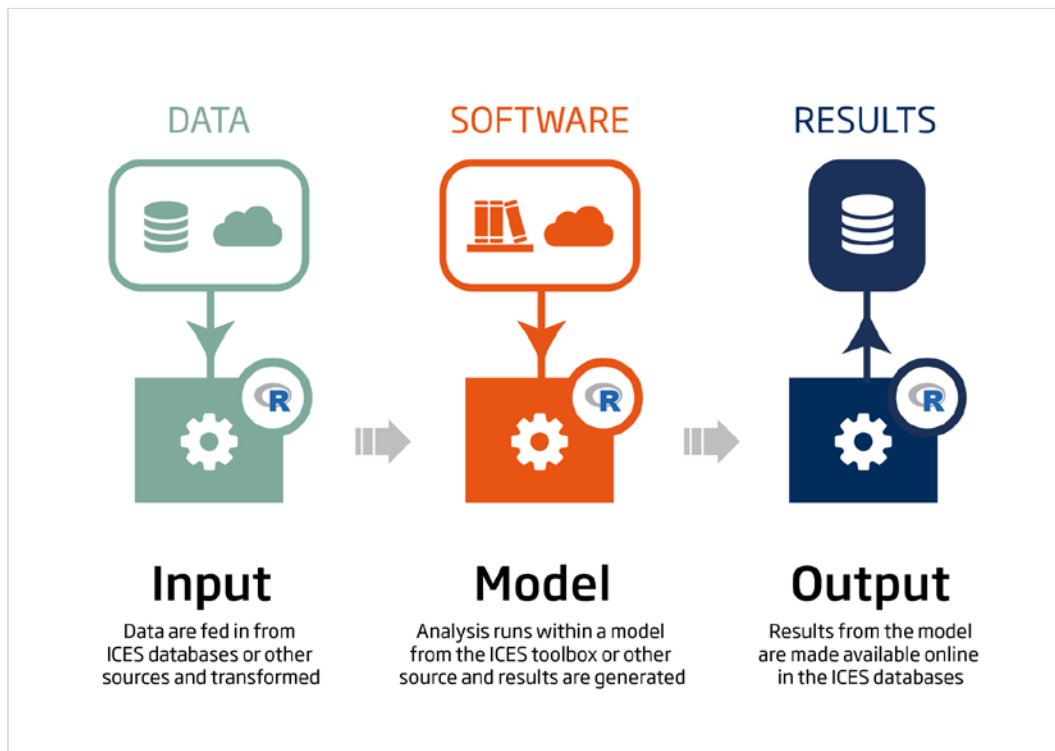 DATA
SOFTWARE
RESULTS
R
R
R
Input
Data are fed in from
ICES databases or other
sources and transformed
Model
Analysis runs within a model
from the ICES toolbox or other
source and results are generated
Output
Results from the model
are made available online
in the ICES databases